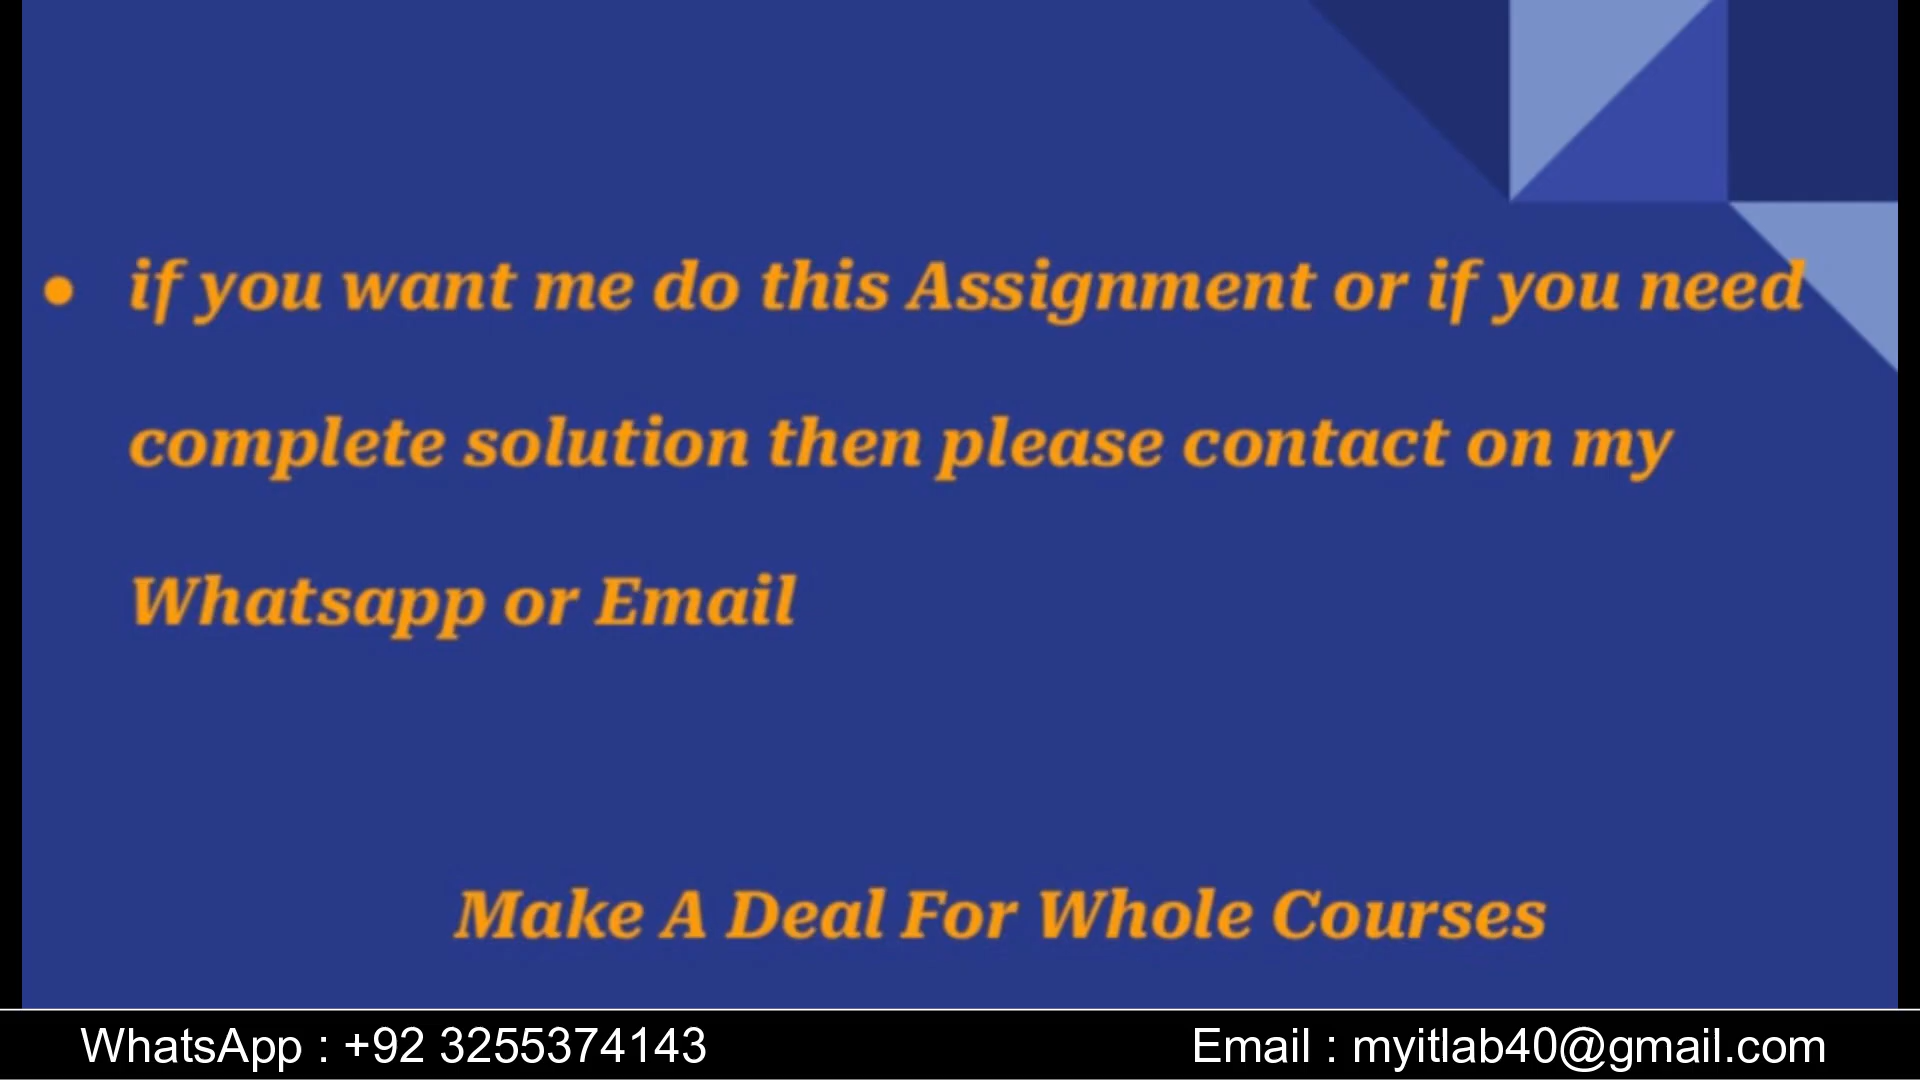 • if you want me do this Assignment or if you need
complete solution then please contact on my
Whatsapp or Email
Make A Deal For Whole Courses
WhatsApp : +92 3255374143
Email : myitlab40@gmail.com